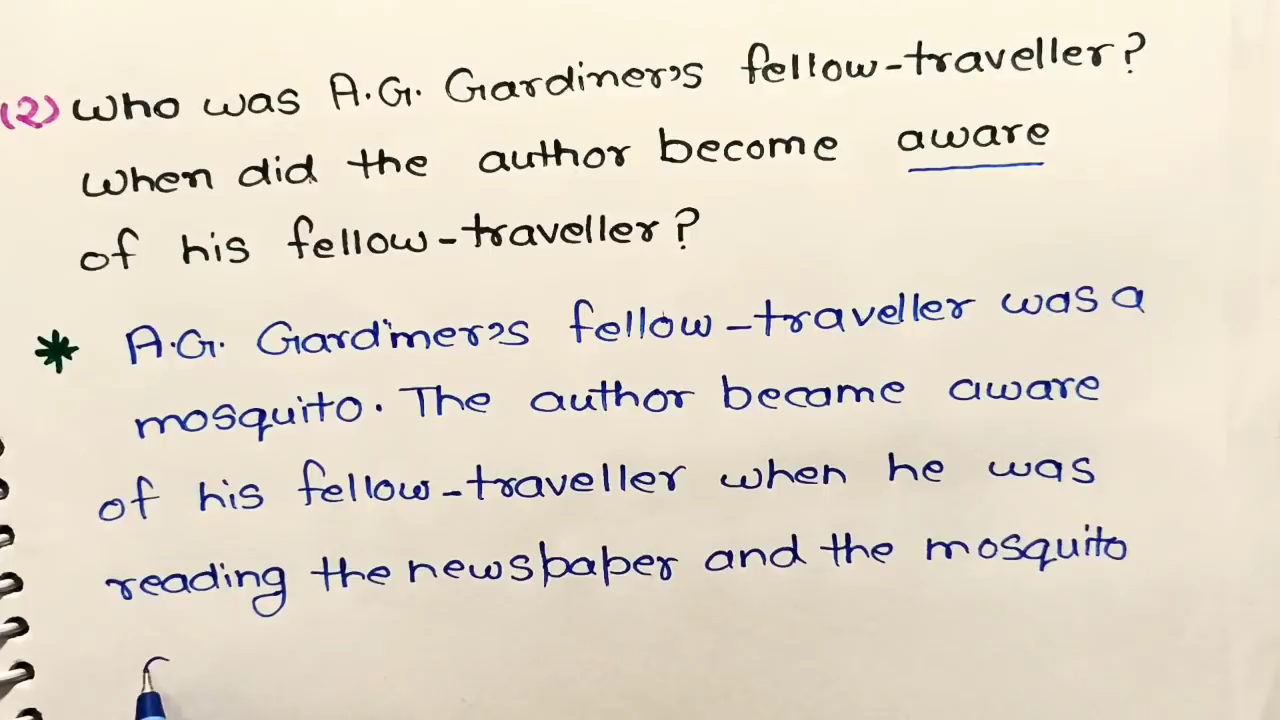 (2) Who was A.G. Gardiner's fellow-traveller?
When did the author become aware
of his fellow-traveller?
* A.G. Gardiner's fellow-traveller was a
mosquito. The author became aware
of his fellow-traveller when he was
reading the newspaper and the mosquito